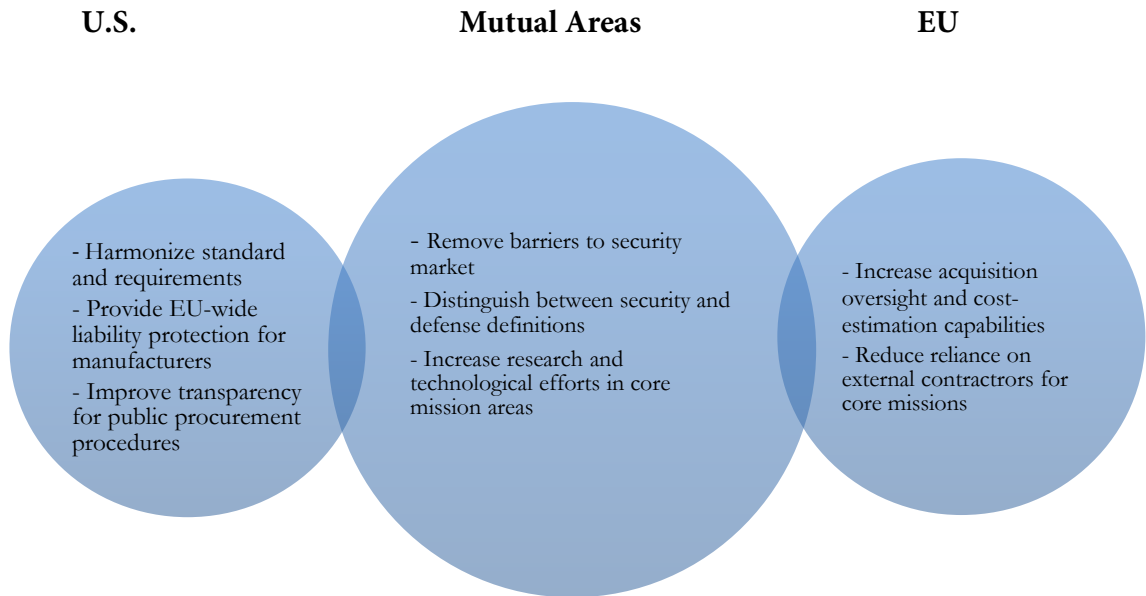 U.S.
Mutual Areas
EU
- Harmonize standard
and requirements
- Provide EU-wide
liability protection for
manufacturers
- Improve transparency
for public procurement
procedures
- Remove barriers to security
market
- Distinguish between security and
defense definitions
- Increase research and
technological efforts in core
mission areas
- Increase acquisition
oversight and cost-
estimation capabilities
- Reduce reliance on
external contractrors for
core missions